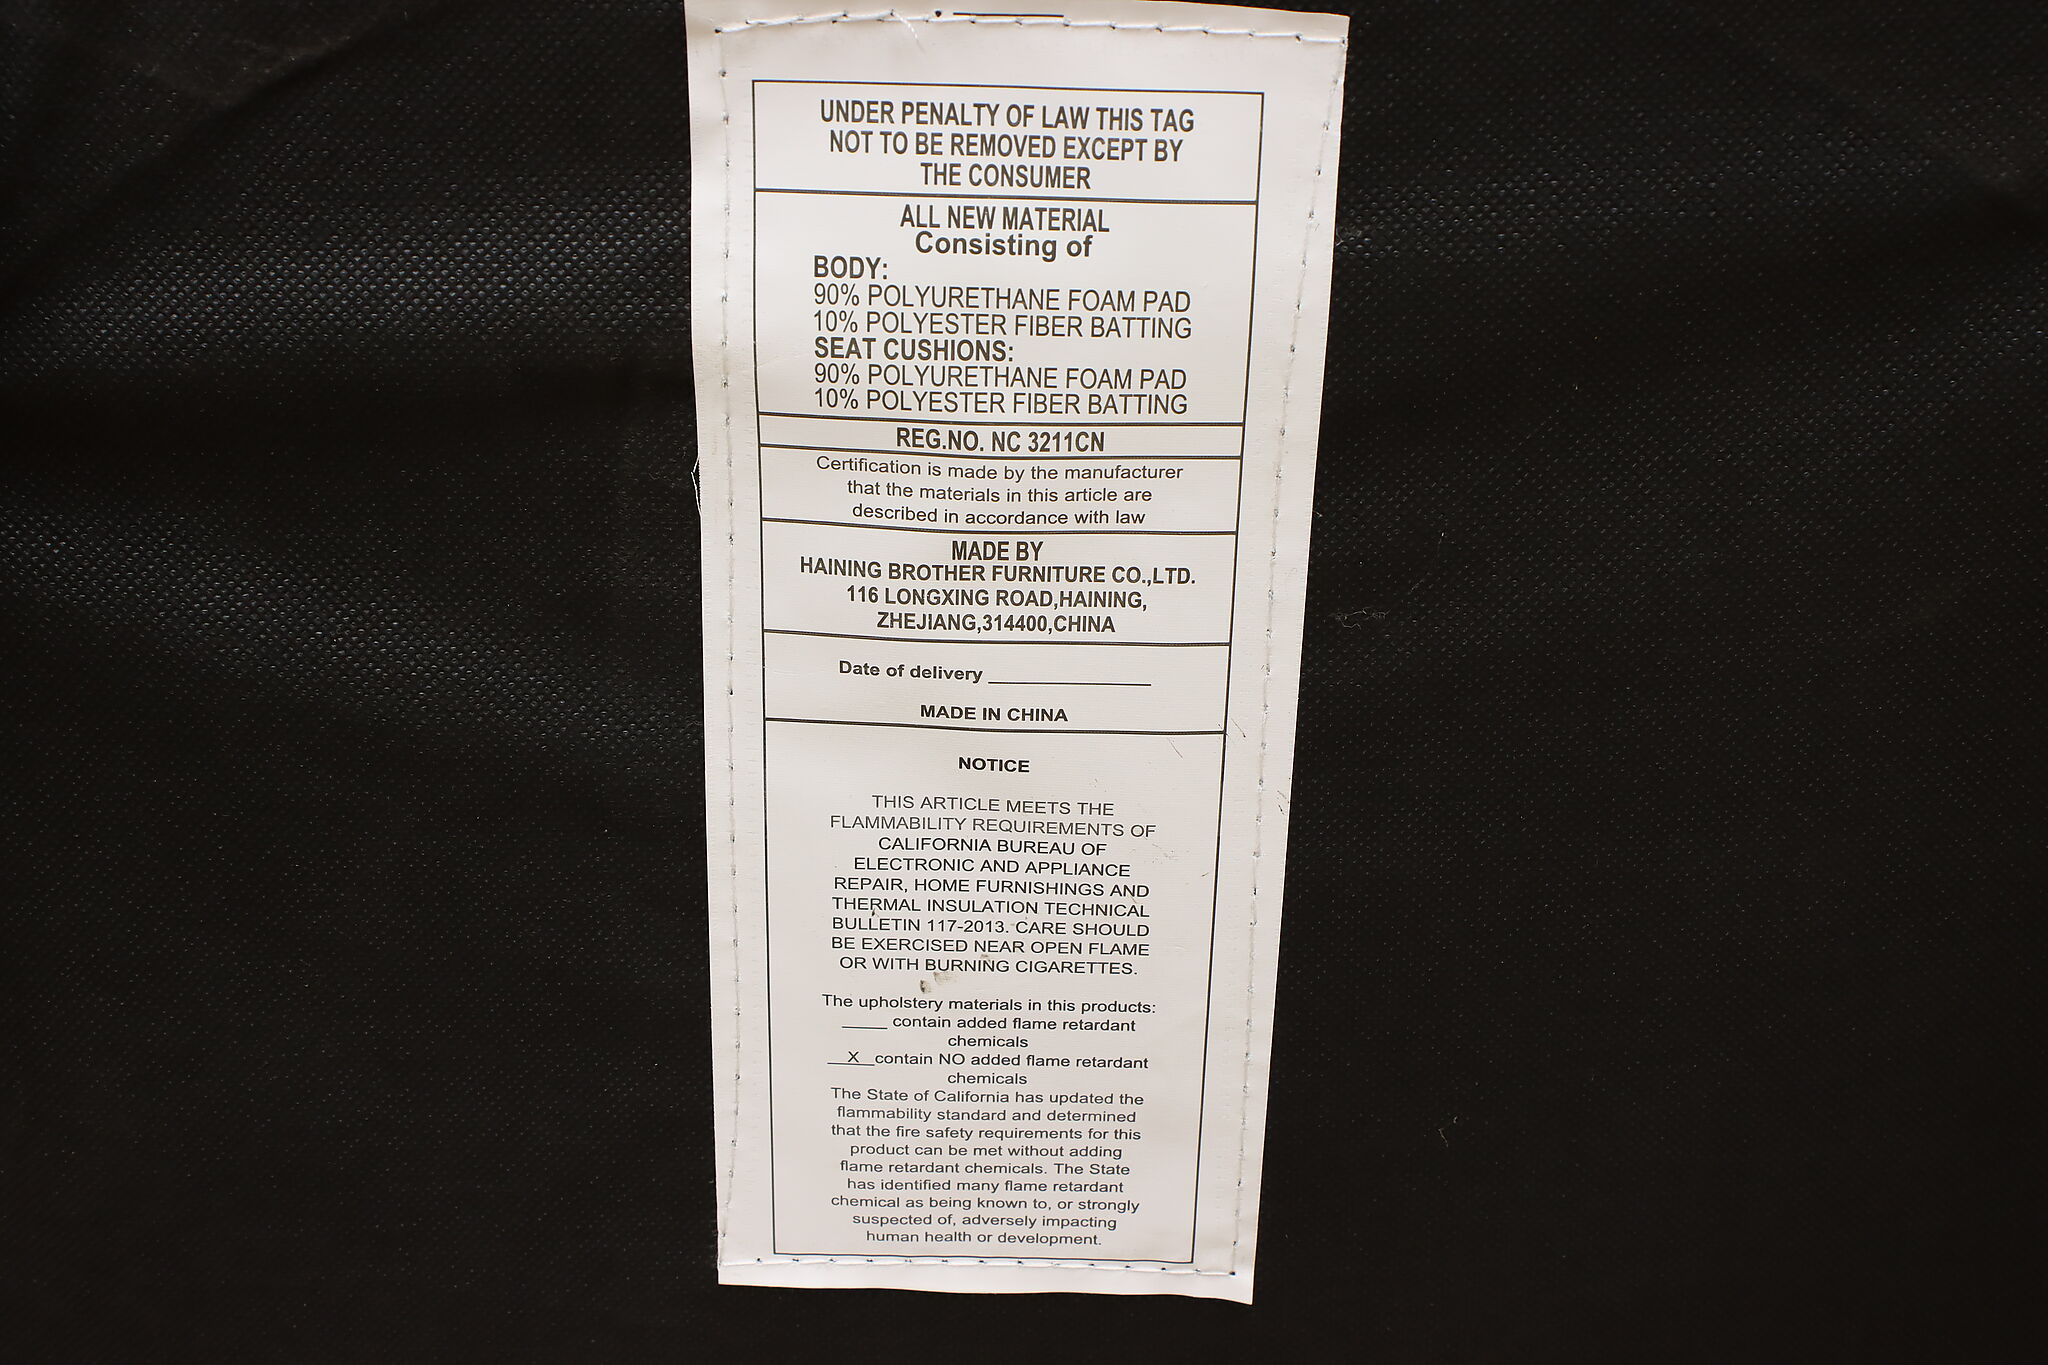 UNDER PENALTY OF LAW THIS TAG
NOT TO BE REMOVED EXCEPT BY
THE CONSUMER
ALL NEW MATERIAL
Consisting of
BODY:
90% POLYURETHANE FOAM PAD
10% POLYESTER FIBER BATTING
SEAT CUSHIONS:
90% POLYURETHANE FOAM PAD
10% POLYESTER FIBER BATTING
REG.NO. NC 3211CN
Certification is made by the manufacturer
that the materials in this article are
described in accordance with law
MADE BY
HAINING BROTHER FURNITURE CO.,LTD.
116 LONGXING ROAD,HAINING,
ZHEJIANG,314400,CHINA
Date of delivery _______________
MADE IN CHINA
NOTICE
THIS ARTICLE MEETS THE
FLAMMABILITY REQUIREMENTS OF
CALIFORNIA BUREAU OF
ELECTRONIC AND APPLIANCE
REPAIR, HOME FURNISHINGS AND
THERMAL INSULATION TECHNICAL
BULLETIN 117-2013. CARE SHOULD
BE EXERCISED NEAR OPEN FLAME
OR WITH BURNING CIGARETTES.
The upholstery materials in this products:
____ contain added flame retardant
chemicals
__X__contain NO added flame retardant
chemicals
The State of California has updated the
flammability standard and determined
that the fire safety requirements for this
product can be met without adding
flame retardant chemicals. The State
has identified many flame retardant
chemical as being known to, or strongly
suspected of, adversely impacting
human health or development.